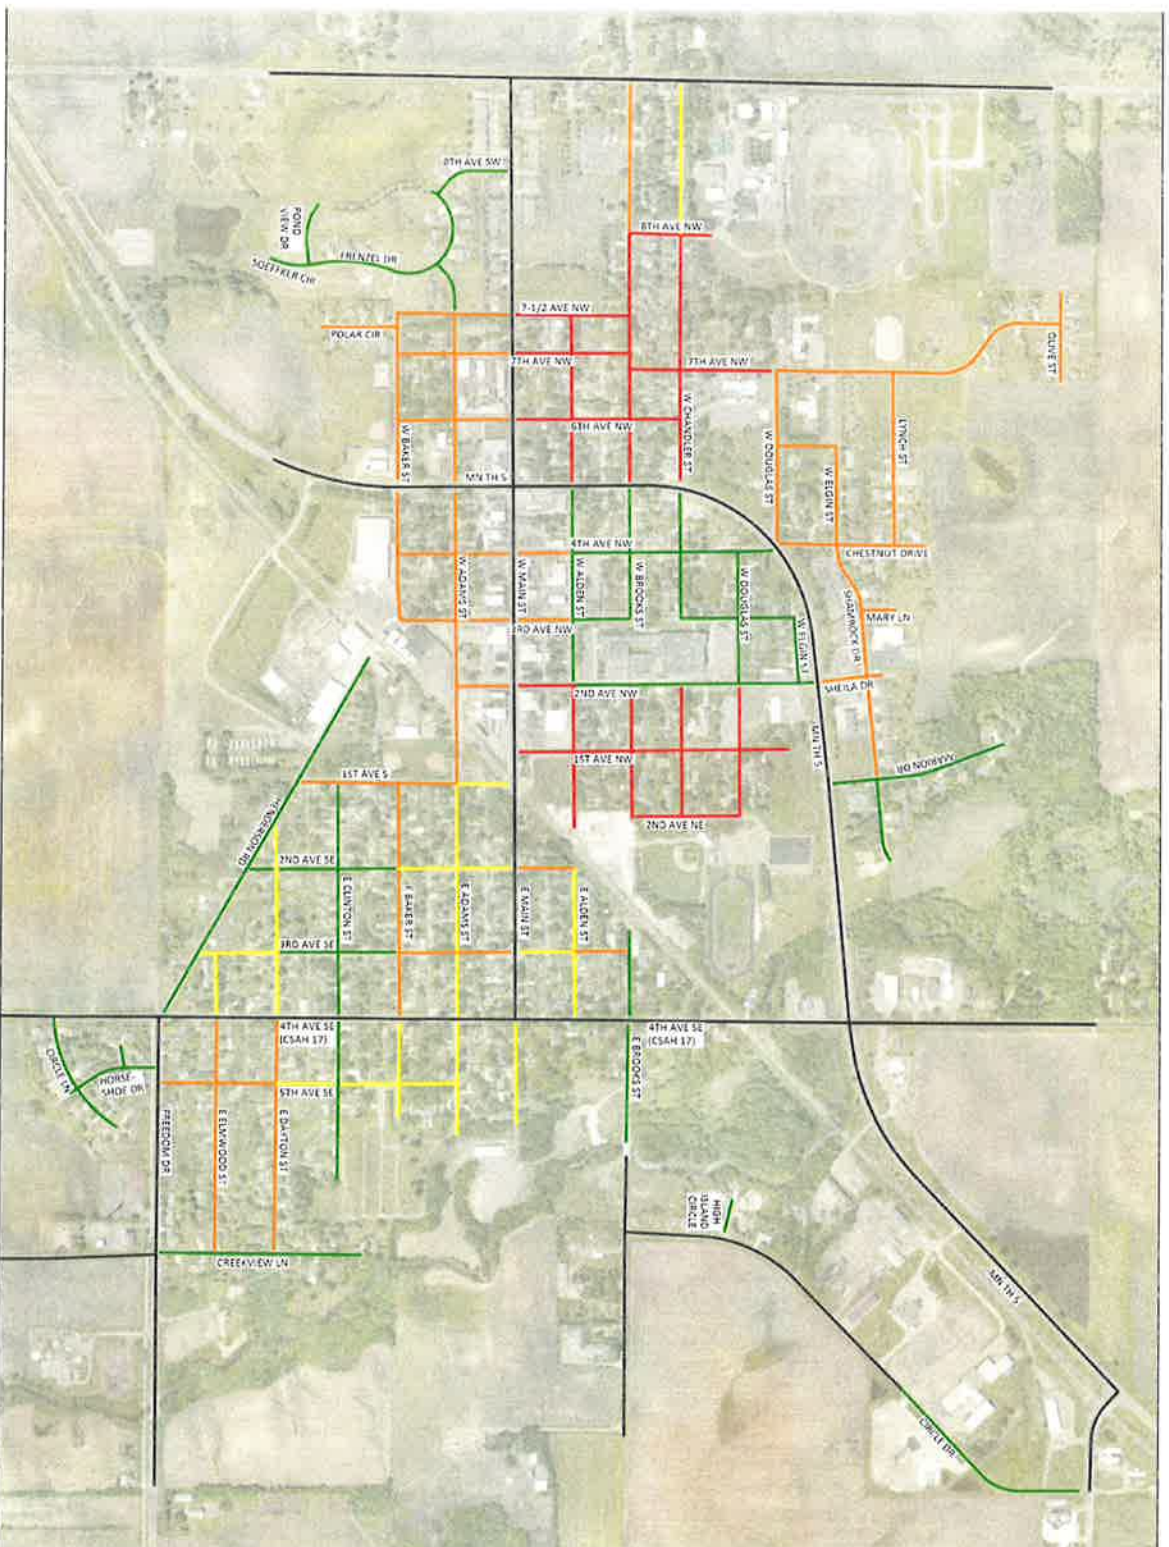 8TH AVE SW
POND
VIEW DR
FRENZEL DR
SOEFFKER CIR
8TH AVE NW
7-1/2 AVE NW
POLAR CIR
7TH AVE NW
7TH AVE NW
OLIVE ST
W BAKER ST
6TH AVE NW
W CHANDLER ST
W DOUGLAS ST
LYNCH ST
W ELGIN ST
MN TH 5
4TH AVE NW
CHESTNUT DRIVE
W ADAMS ST
W MAIN ST
W ALDEN ST
W BROOKS ST
W DOUGLAS ST
W ELGIN ST
SHAMROCK DR
MARY LN
3RD AVE NW
2ND AVE NW
SHEILA DR
MN TH 5
1ST AVE NW
MARION DR
1ST AVE S
HENDERSON RD
2ND AVE NE
2ND AVE SE
E CLINTON ST
E BAKER ST
E ADAMS ST
E MAIN ST
E ALDEN ST
3RD AVE SE
4TH AVE SE
(CSAH 17)
4TH AVE SE
(CSAH 17)
E BROOKS ST
CIRCLE LN
HORSE-
SHOE DR
5TH AVE SE
FREEDOM DR
E ELMWOOD ST
E DAYTON ST
HIGH
ISLAND
CIRCLE
CREEKVIEW LN
MN TH 5
CIRCLE DR